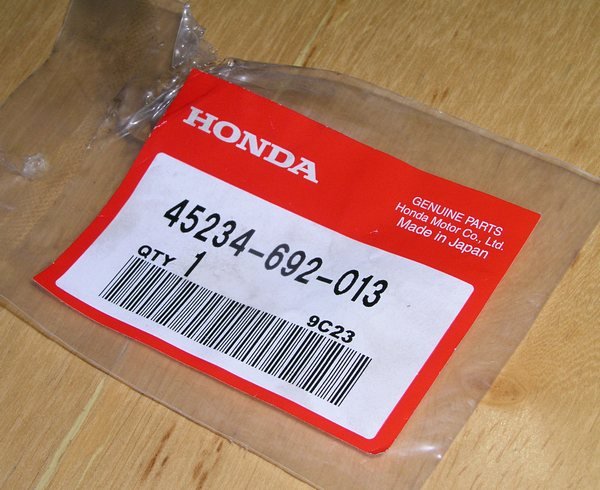 HONDA
GENUINE PARTS
Honda Motor Co., Ltd.
Made in Japan
45234-692-013
QTY 1
9C23